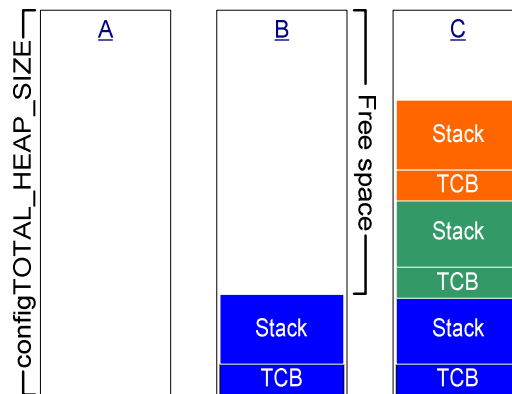 configTOTAL_HEAP_SIZE
A
B
C
Free space
Stack
TCB
Stack
TCB
Stack
TCB
Stack
TCB